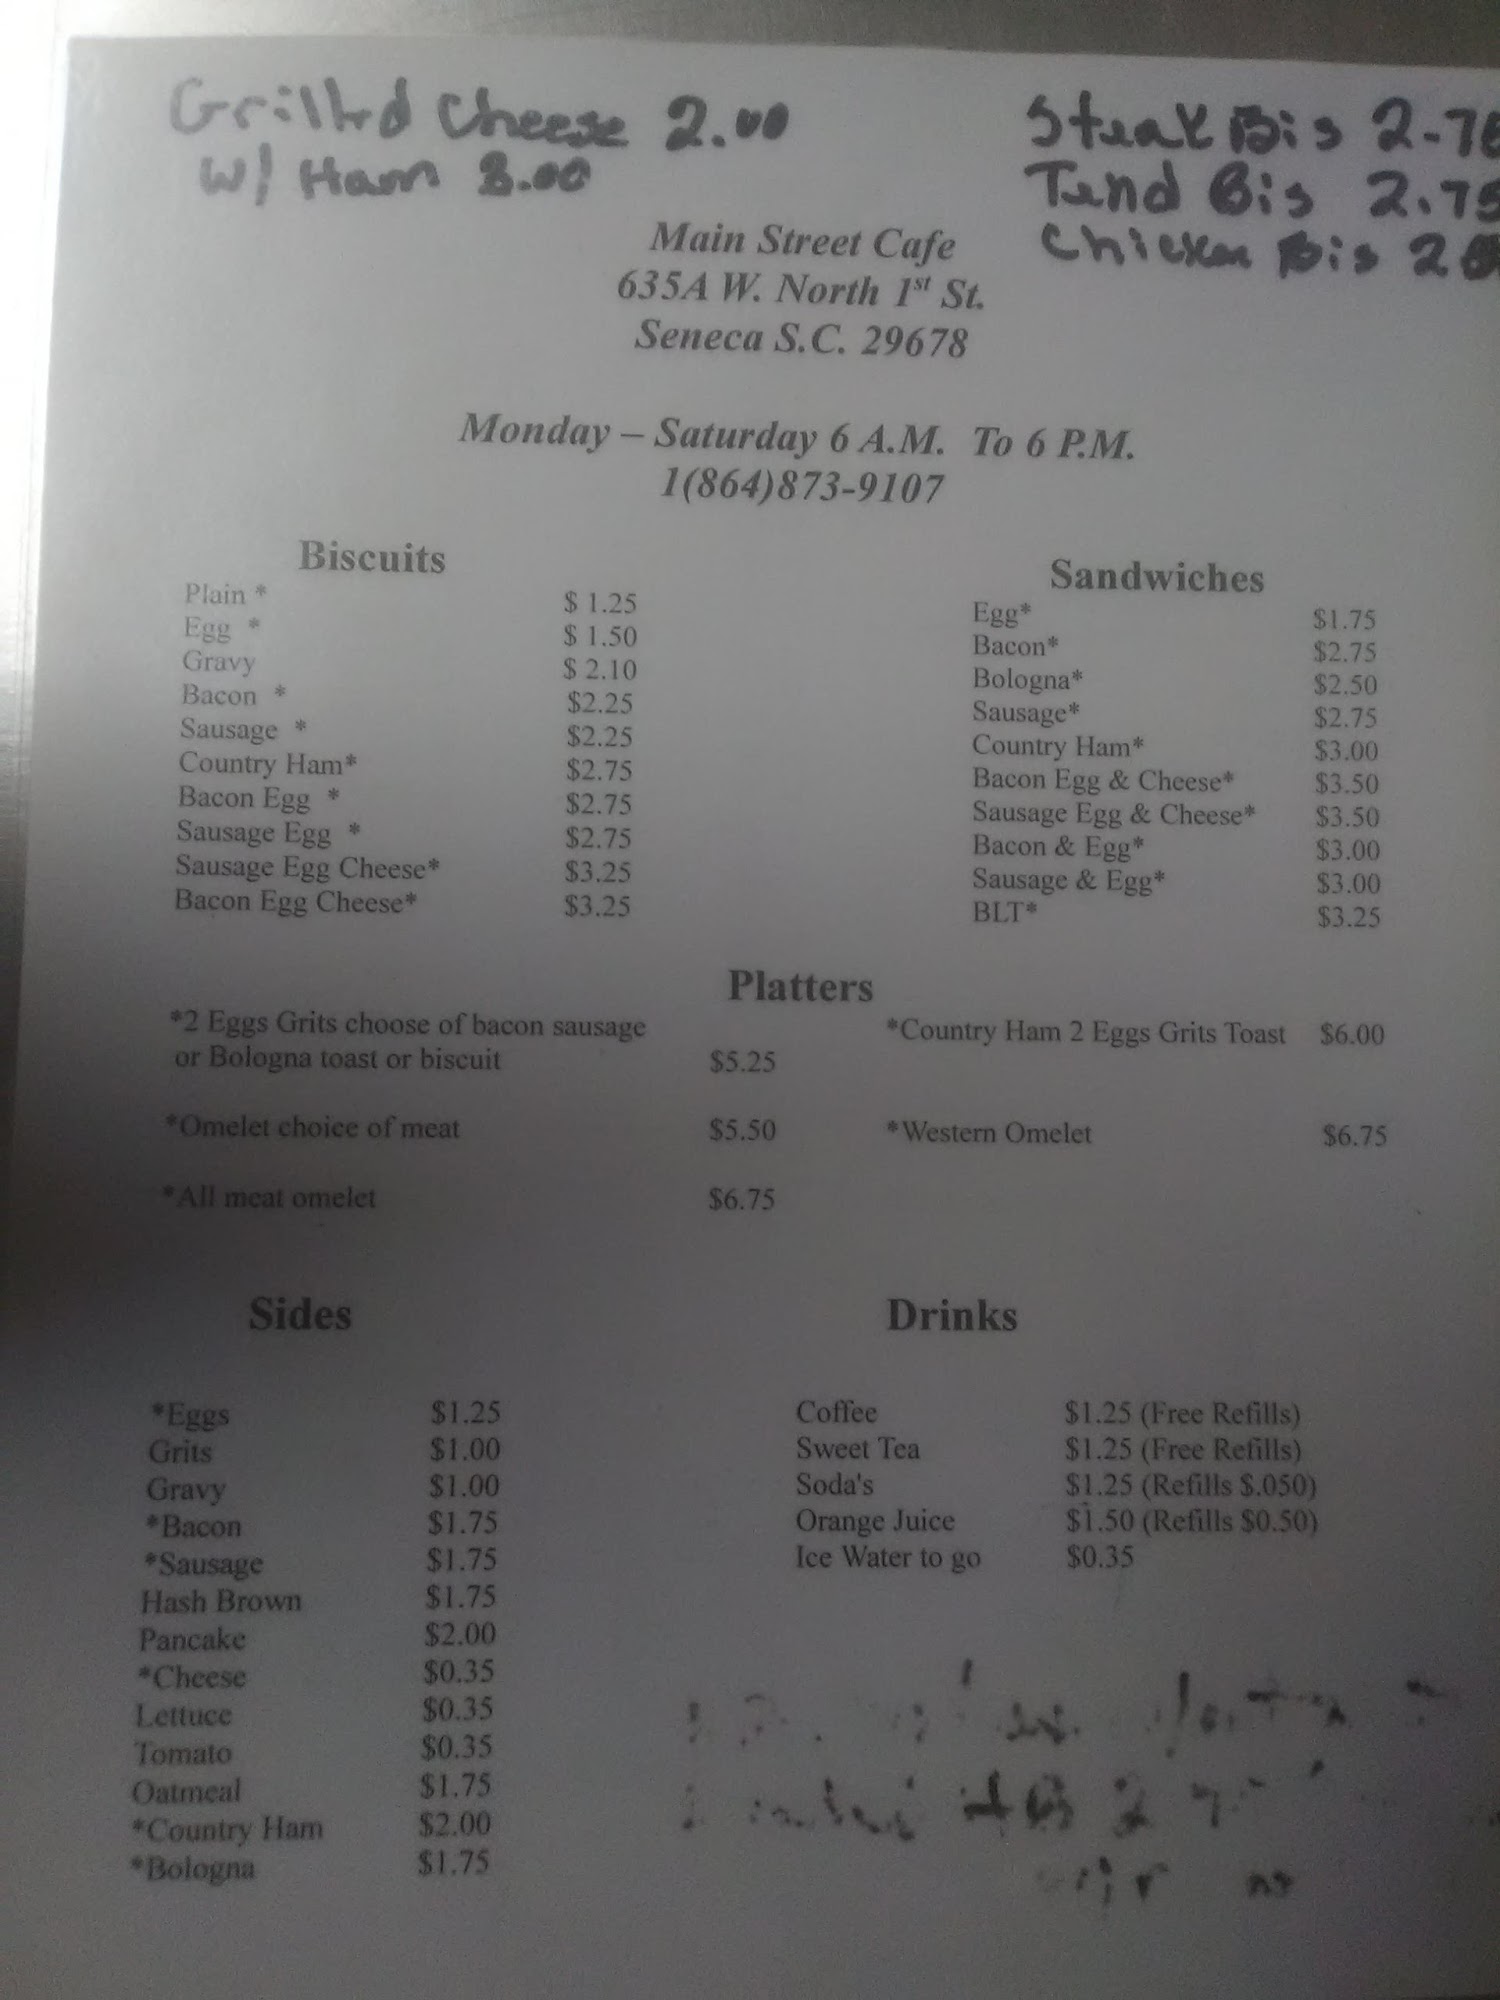 Grilled Cheese 2.00
w/ Ham 3.00
Steak Bis 2.75
Tend Bis 2.75
Chicken Bis
Main Street Cafe
635A W. North 1st St.
Seneca S.C. 29678
Monday – Saturday 6 A.M. To 6 P.M.
1(864)873-9107
Biscuits
Plain * $ 1.25
Egg * $ 1.50
Gravy $ 2.10
Bacon * $2.25
Sausage * $2.25
Country Ham* $2.75
Bacon Egg * $2.75
Sausage Egg * $2.75
Sausage Egg Cheese* $3.25
Bacon Egg Cheese* $3.25
Sandwiches
Egg* $1.75
Bacon* $2.75
Bologna* $2.50
Sausage* $2.75
Country Ham* $3.00
Bacon Egg & Cheese* $3.50
Sausage Egg & Cheese* $3.50
Bacon & Egg* $3.00
Sausage & Egg* $3.00
BLT* $3.25
Platters
*2 Eggs Grits choose of bacon sausage
or Bologna toast or biscuit $5.25
*Country Ham 2 Eggs Grits Toast $6.00
*Omelet choice of meat $5.50
*Western Omelet $6.75
*All meat omelet $6.75
Sides
*Eggs $1.25
Grits $1.00
Gravy $1.00
*Bacon $1.75
*Sausage $1.75
Hash Brown $1.75
Pancake $2.00
*Cheese $0.35
Lettuce $0.35
Tomato $0.35
Oatmeal $1.75
*Country Ham $2.00
*Bologna $1.75
Drinks
Coffee $1.25 (Free Refills)
Sweet Tea $1.25 (Free Refills)
Soda's $1.25 (Refills $.050)
Orange Juice $1.50 (Refills $0.50)
Ice Water to go $0.35